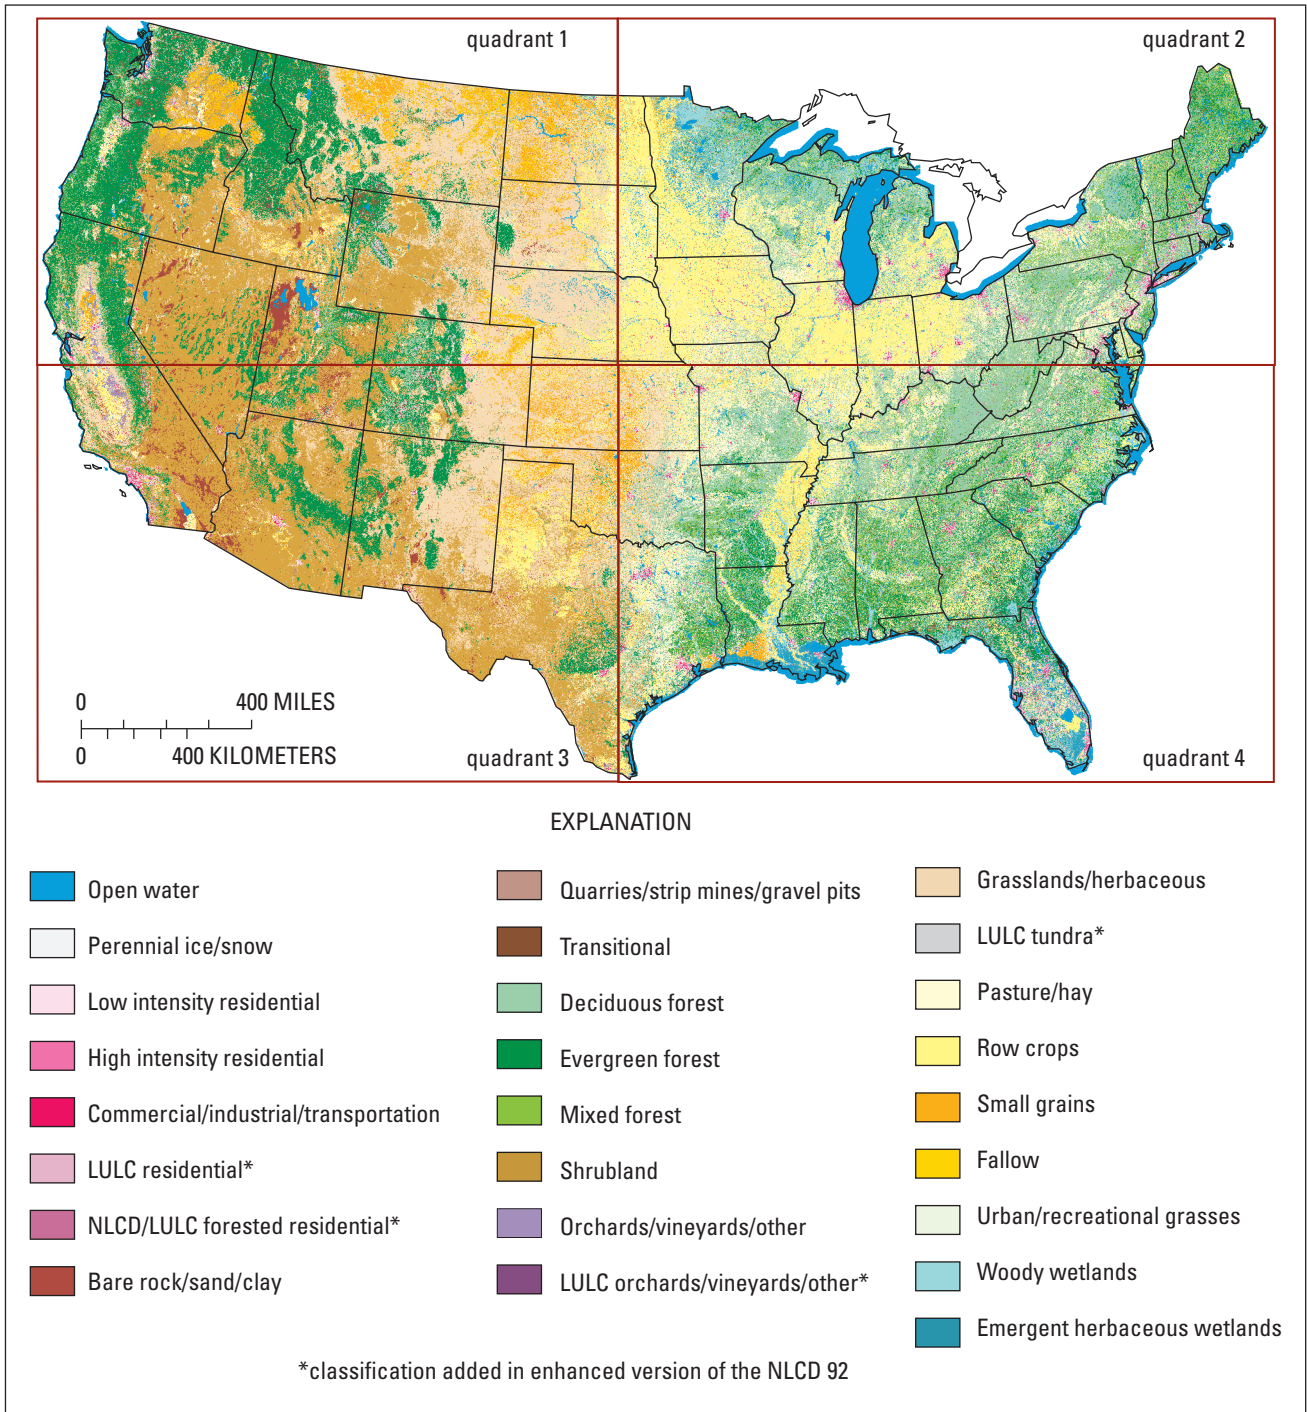 quadrant 1
quadrant 2
0 400 MILES
0 400 KILOMETERS
quadrant 3
quadrant 4
EXPLANATION
Open water
Perennial ice/snow
Low intensity residential
High intensity residential
Commercial/industrial/transportation
LULC residential*
NLCD/LULC forested residential*
Bare rock/sand/clay
Quarries/strip mines/gravel pits
Transitional
Deciduous forest
Evergreen forest
Mixed forest
Shrubland
Orchards/vineyards/other
LULC orchards/vineyards/other*
Grasslands/herbaceous
LULC tundra*
Pasture/hay
Row crops
Small grains
Fallow
Urban/recreational grasses
Woody wetlands
Emergent herbaceous wetlands
*classification added in enhanced version of the NLCD 92